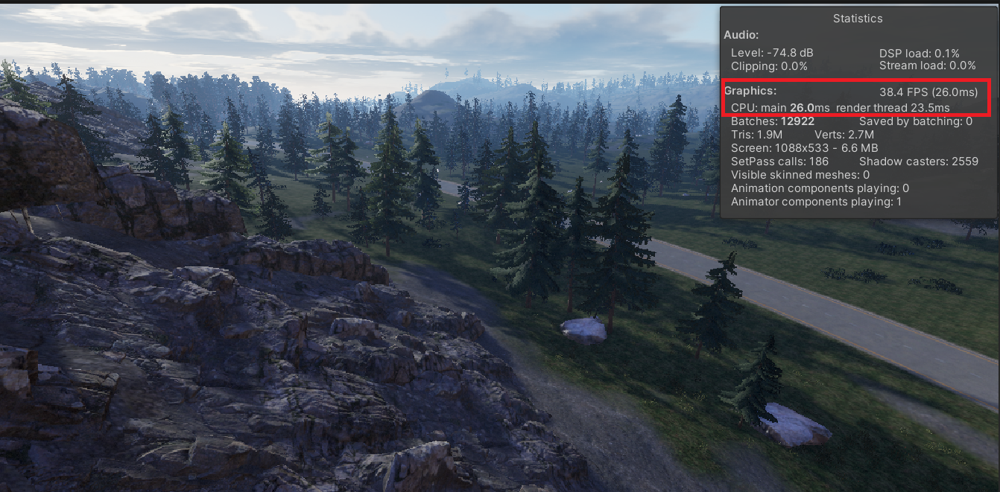 Statistics
Audio:
Level: -74.8 dB DSP load: 0.1%
Clipping: 0.0% Stream load: 0.0%
Graphics: 38.4 FPS (26.0ms)
CPU: main 26.0ms render thread 23.5ms
Batches: 12922 Saved by batching: 0
Tris: 1.9M Verts: 2.7M
Screen: 1088x533 - 6.6 MB
SetPass calls: 186 Shadow casters: 2559
Visible skinned meshes: 0
Animation components playing: 0
Animator components playing: 1